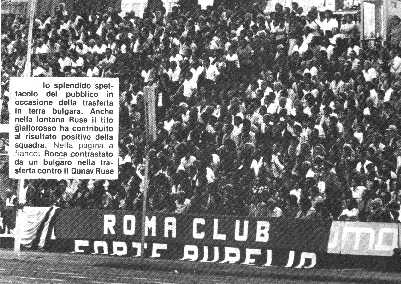 lo splendido spet-
tacolo del pubblico in
occasione della trasferta
in terra bulgara. Anche
nella lontana Ruse il tifo
giallorosso ha contribuito
al risultato positivo della
squadra. Nella pagina a
fianco: Rocca contrastato
da un bulgaro nella tra-
sferta contro il Dunav Ruse
ROMA CLUB
FORTE AURELIO